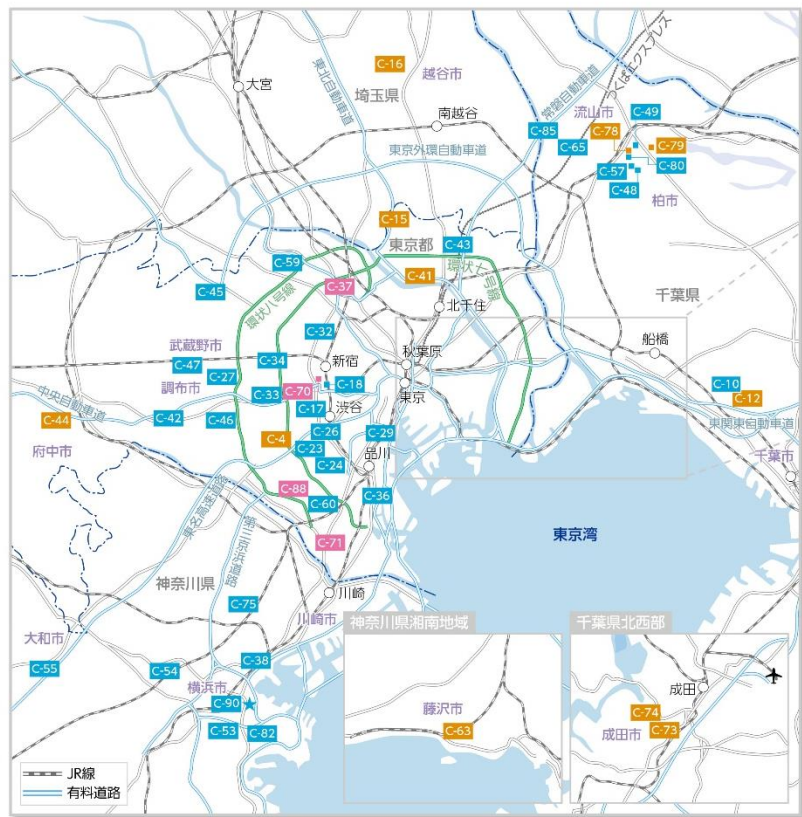 大宮
東北自動車道
埼玉県
C-16
越谷市
南越谷
常磐自動車道
つくばエクスプレス
流山市
C-49
C-85
C-78
C-65
C-79
C-57
C-80
C-48
柏市
東京外環自動車道
C-15
東京都
C-43
C-59
C-41
環状七号線
C-45
環状八号線
C-37
北千住
千葉県
C-32
武蔵野市
C-47
C-34
新宿
秋葉原
船橋
C-27
調布市
C-70
C-18
東京
C-10
中央自動車道
C-33
C-12
C-44
C-42
C-46
C-17
渋谷
東関東自動車道
C-26
C-29
府中市
C-4
C-23
品川
千葉市
C-24
東名高速道路
C-88
C-60
C-36
第三京浜道路
C-71
東京湾
神奈川県
川崎
C-75
川崎市
大和市
C-55
C-54
C-38
横浜市
C-90
C-53
C-82
神奈川県湘南地域
藤沢市
C-63
千葉県北西部
成田
C-74
成田市
C-73
JR線
有料道路